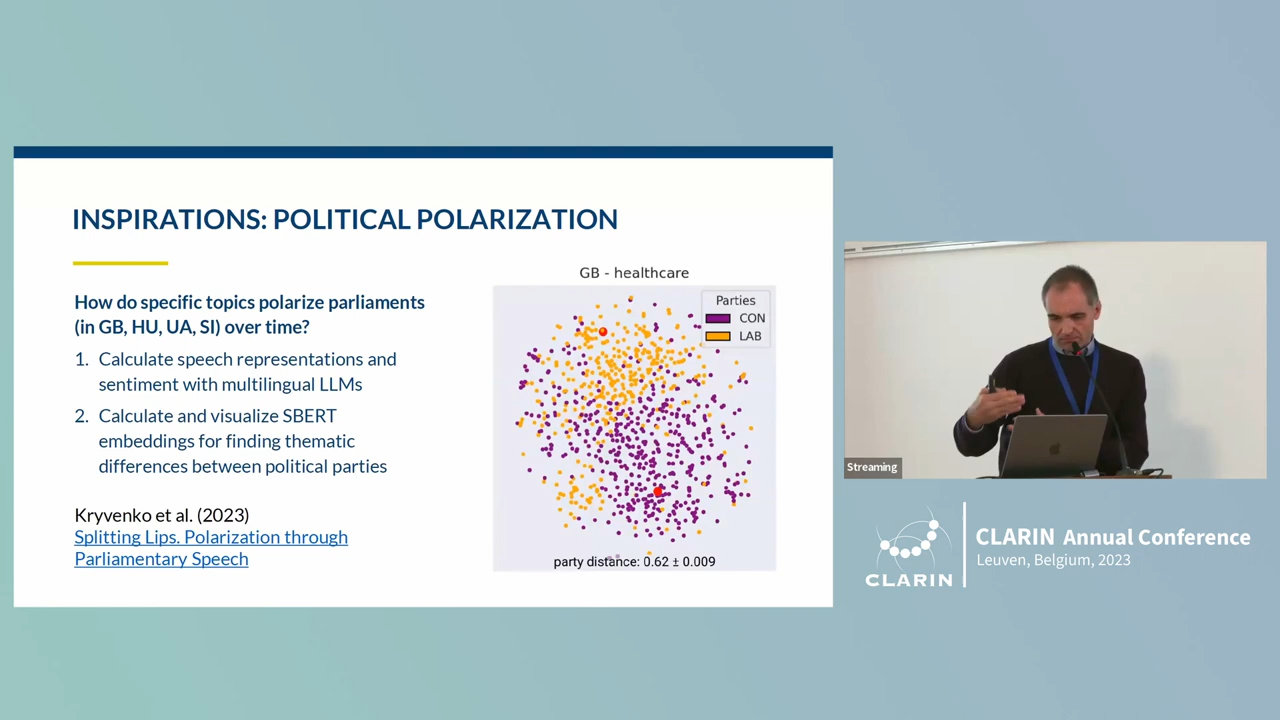 INSPIRATIONS: POLITICAL POLARIZATION
How do specific topics polarize parliaments
(in GB, HU, UA, SI) over time?
1. Calculate speech representations and
sentiment with multilingual LLMs
2. Calculate and visualize SBERT
embeddings for finding thematic
differences between political parties
Kryvenko et al. (2023)
Splitting Lips. Polarization through
Parliamentary Speech
GB - healthcare
Parties
CON
LAB
party distance: 0.62 ± 0.009
Streaming
CLARIN
CLARIN Annual Conference
Leuven, Belgium, 2023